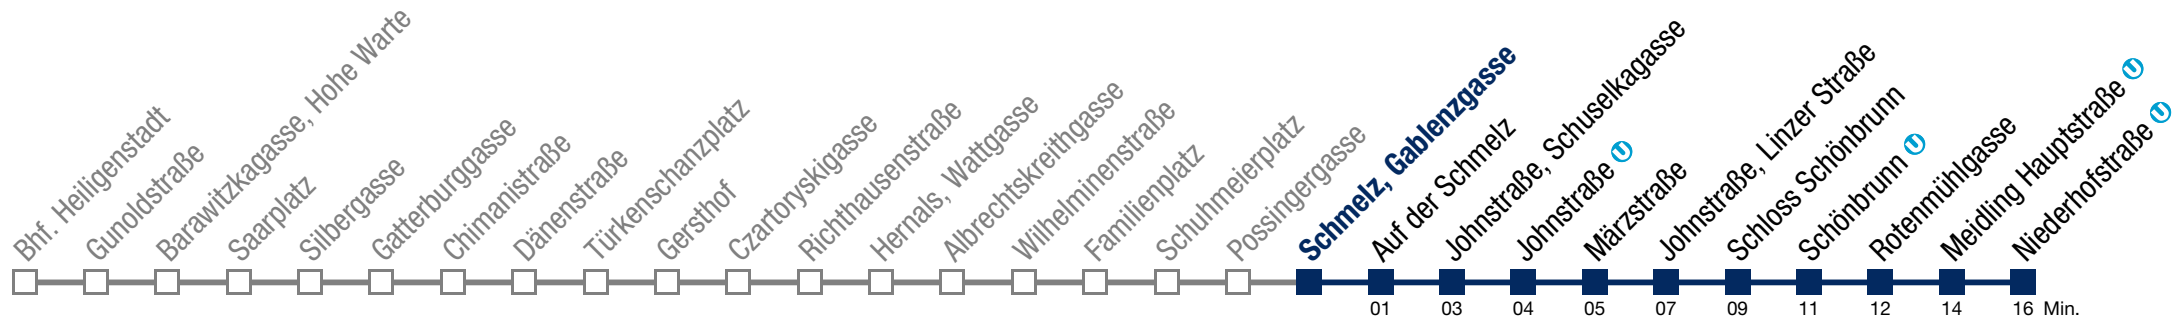 Bhf. Heiligenstadt
Gunoldstraße
Barawitzkagasse, Hohe Warte
Saarplatz
Silbergasse
Gatterburggasse
Chimanistraße
Dänenstraße
Türkenschanzplatz
Gersthof
Czartoryskigasse
Richthausenstraße
Hernals, Wattgasse
Albrechtskreithgasse
Wilhelminenstraße
Familienplatz
Schuhmeierplatz
Possingergasse
Schmelz, Gablenzgasse
Auf der Schmelz
Johnstraße, Schuselkagasse
Johnstraße U
Märzstraße
Johnstraße, Linzer Straße
Schloss Schönbrunn
Schönbrunn U
Rotenmühlgasse
Meidling Hauptstraße U
Niederhofstraße U
01 03 04 05 07 09 11 12 14 16 Min.